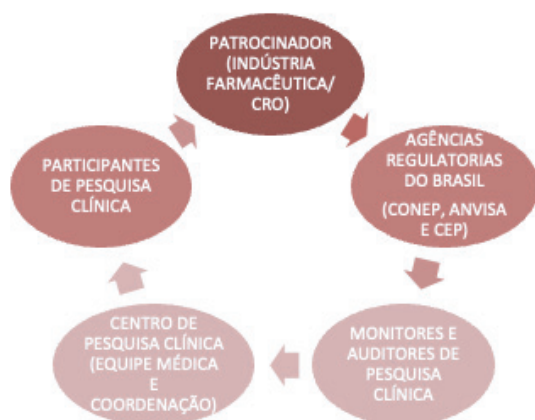 PATROCINADOR
(INDÚSTRIA
FARMACÊUTICA/
CRO)
AGÊNCIAS
REGULATORIAS
DO BRASIL
(CONEP, ANVISA
E CEP)
MONITORES E
AUDITORES DE
PESQUISA
CLÍNICA
CENTRO DE
PESQUISA CLÍNICA
(EQUIPE MÉDICA
E
COORDENAÇÃO)
PARTICIPANTES
DE PESQUISA
CLÍNICA